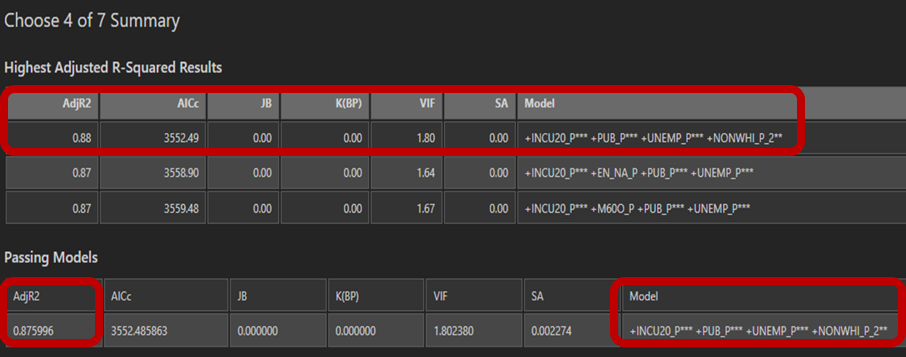 Choose 4 of 7 Summary
Highest Adjusted R-Squared Results
AdjR2 AICc JB K(BP) VIF SA Model
0.88 3552.49 0.00 0.00 1.80 0.00 +INCU20_P*** +PUB_P*** +UNEMP_P*** +NONWHI_P_2**
0.87 3558.90 0.00 0.00 1.64 0.00 +INCU20_P*** +EN_NA_P +PUB_P*** +UNEMP_P***
0.87 3559.48 0.00 0.00 1.67 0.00 +INCU20_P*** +M60O_P +PUB_P*** +UNEMP_P***
Passing Models
AdjR2 AICc JB K(BP) VIF SA Model
0.875996 3552.485863 0.000000 0.000000 1.802380 0.002274 +INCU20_P*** +PUB_P*** +UNEMP_P*** +NONWHI_P_2**